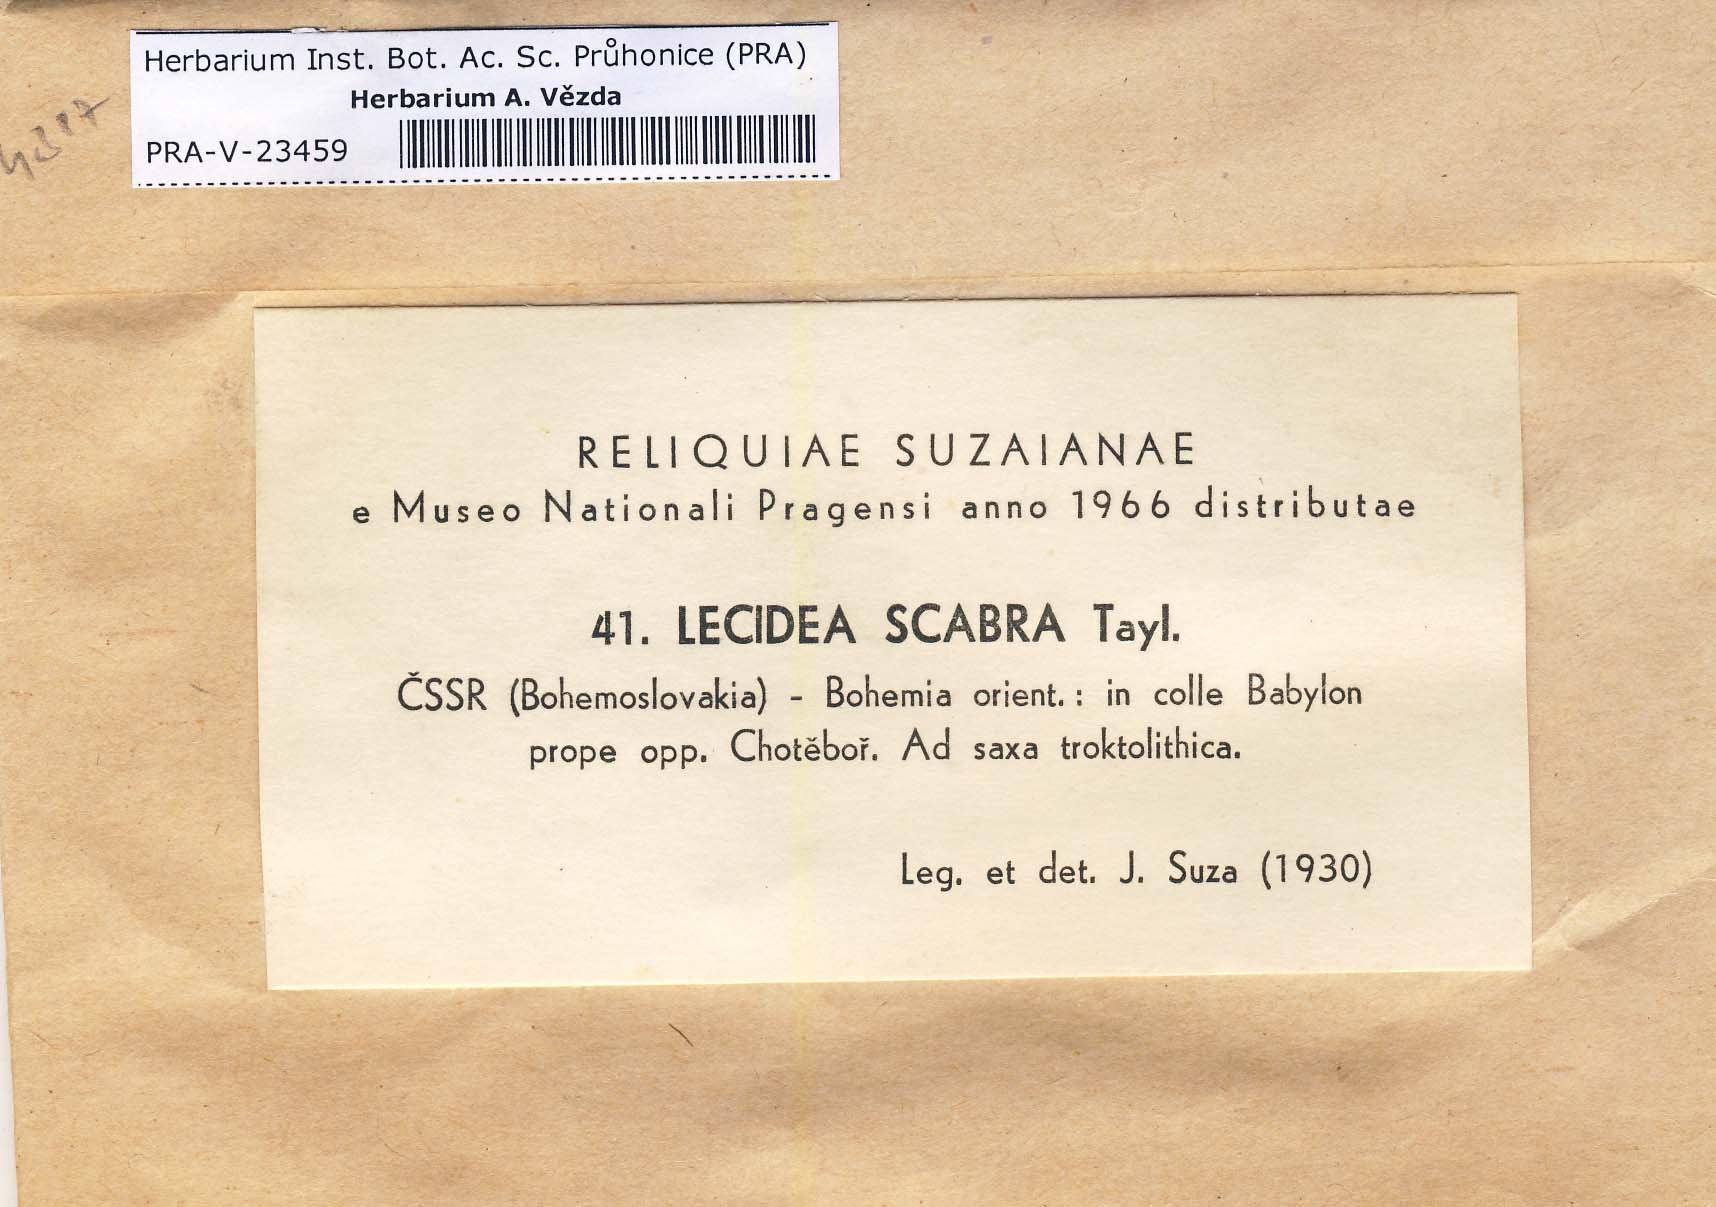 Herbarium Inst. Bot. Ac. Sc. Průhonice (PRA)
Herbarium A. Vězda
PRA-V-23459
RELIQUIAE SUZAIANAE
e Museo Nationali Pragensi anno 1966 distributae
41. LECIDEA SCABRA Tayl.
ČSSR (Bohemoslovakia) - Bohemia orient. : in colle Babylon
prope opp. Chotěboř. Ad saxa troktolithica.
Leg. et det. J. Suza (1930)